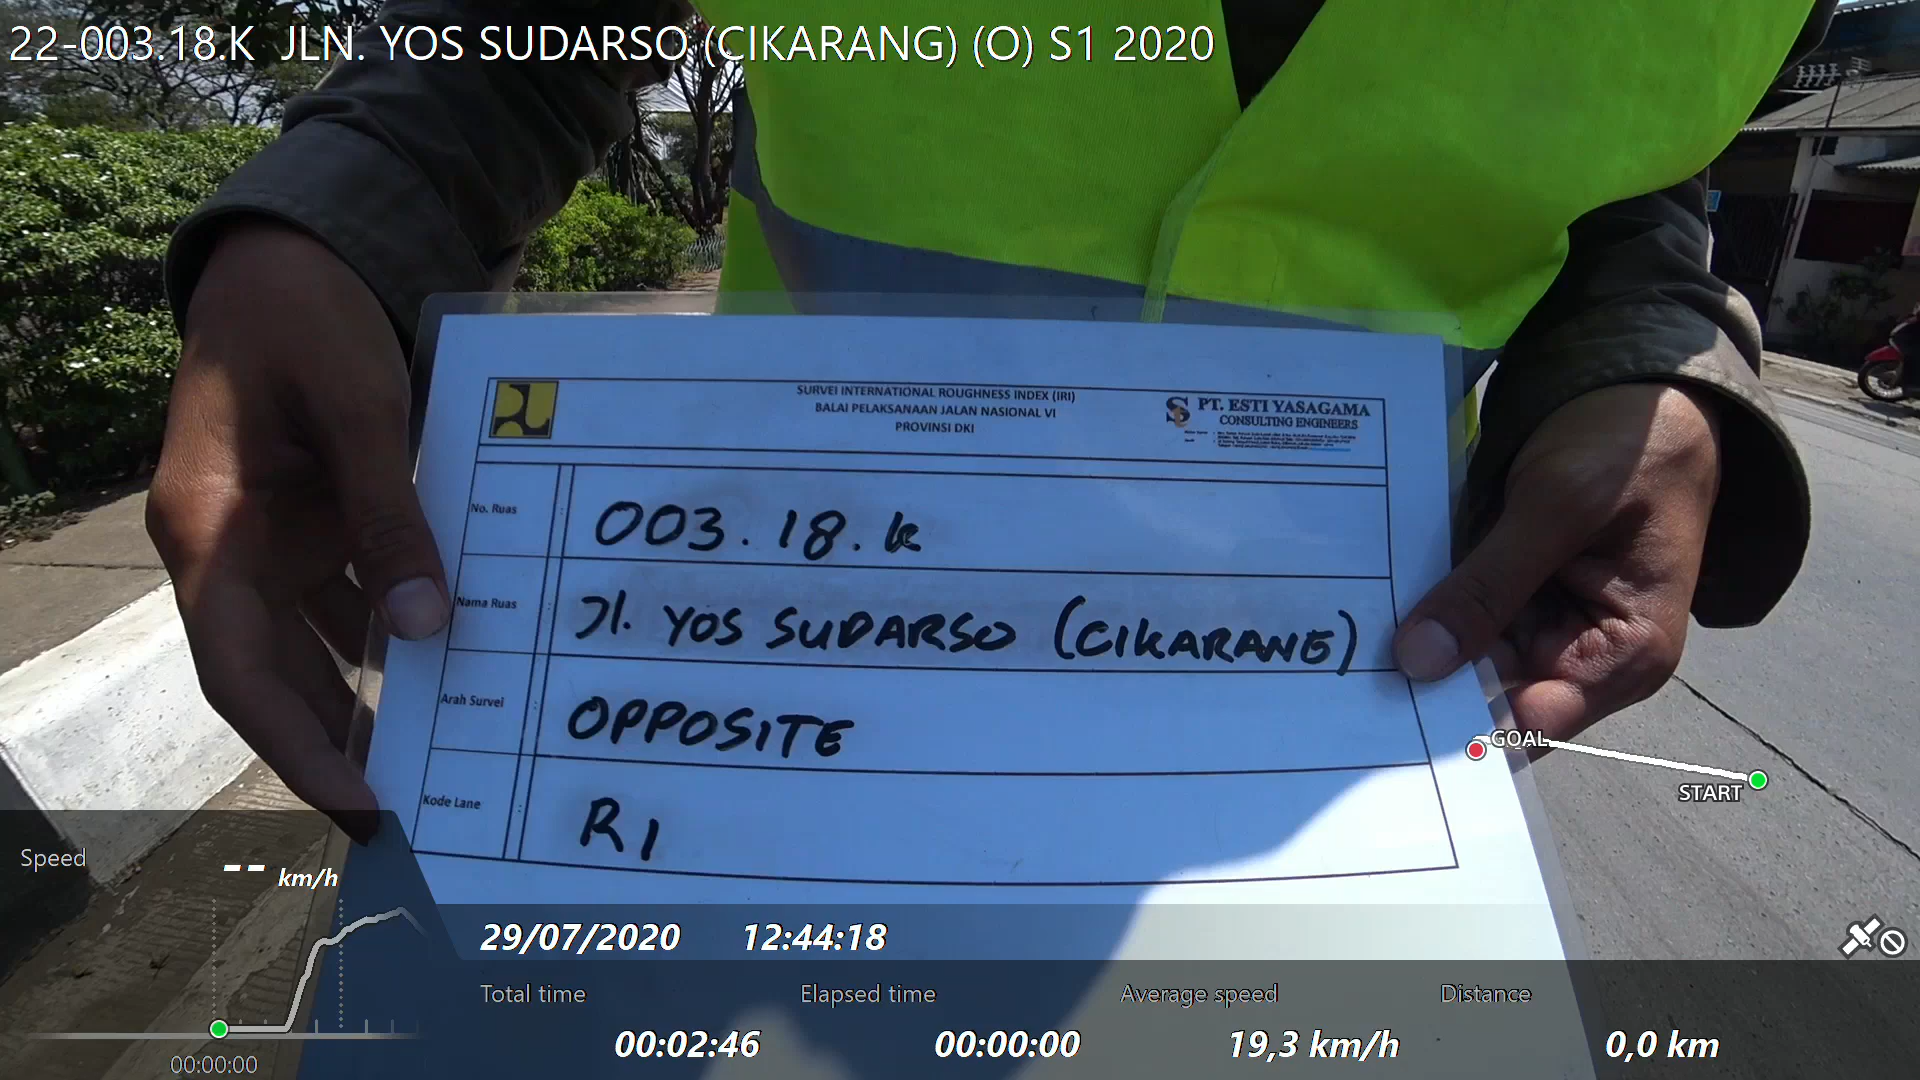 22-003.18.K JLN. YOS SUDARSO (CIKARANG) (O) S1 2020
SURVEI INTERNATIONAL ROUGHNESS INDEX (IRI)
BALAI PELAKSANAAN JALAN NASIONAL VI
PROVINSI DKI
PT. ESTI YASAGAMA
CONSULTING ENGINEERS
No. Ruas : 003.18.k
Nama Ruas : Jl. YOS SUDARSO (CIKARANG)
Arah Survei : OPPOSITE
Kode Lane : R1
GOAL
START
Speed
-- km/h
00:00:00
29/07/2020 12:44:18
Total time Elapsed time Average speed Distance
00:02:46 00:00:00 19,3 km/h 0,0 km